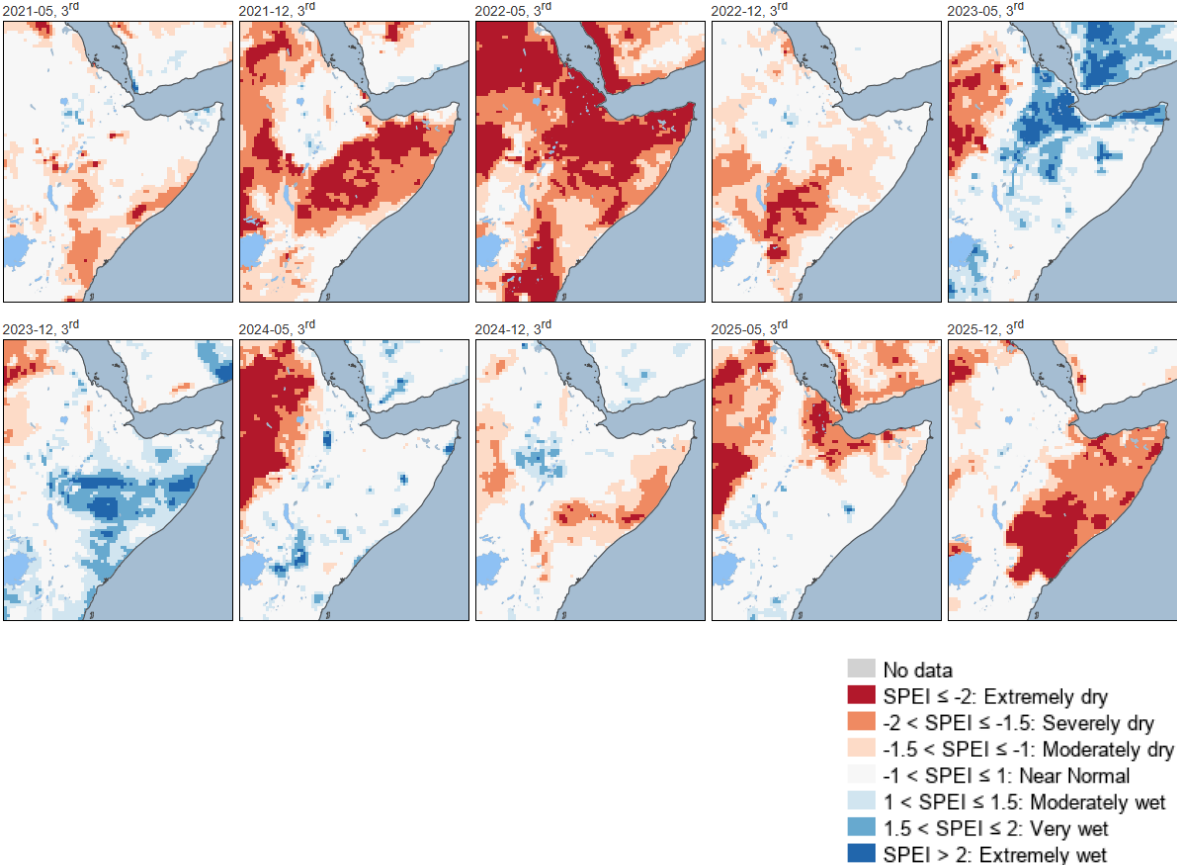 2021-05, 3rd
2021-12, 3rd
2022-05, 3rd
2022-12, 3rd
2023-05, 3rd
2023-12, 3rd
2024-05, 3rd
2024-12, 3rd
2025-05, 3rd
2025-12, 3rd
No data
SPEI ≤ -2: Extremely dry
-2 < SPEI ≤ -1.5: Severely dry
-1.5 < SPEI ≤ -1: Moderately dry
-1 < SPEI ≤ 1: Near Normal
1 < SPEI ≤ 1.5: Moderately wet
1.5 < SPEI ≤ 2: Very wet
SPEI > 2: Extremely wet